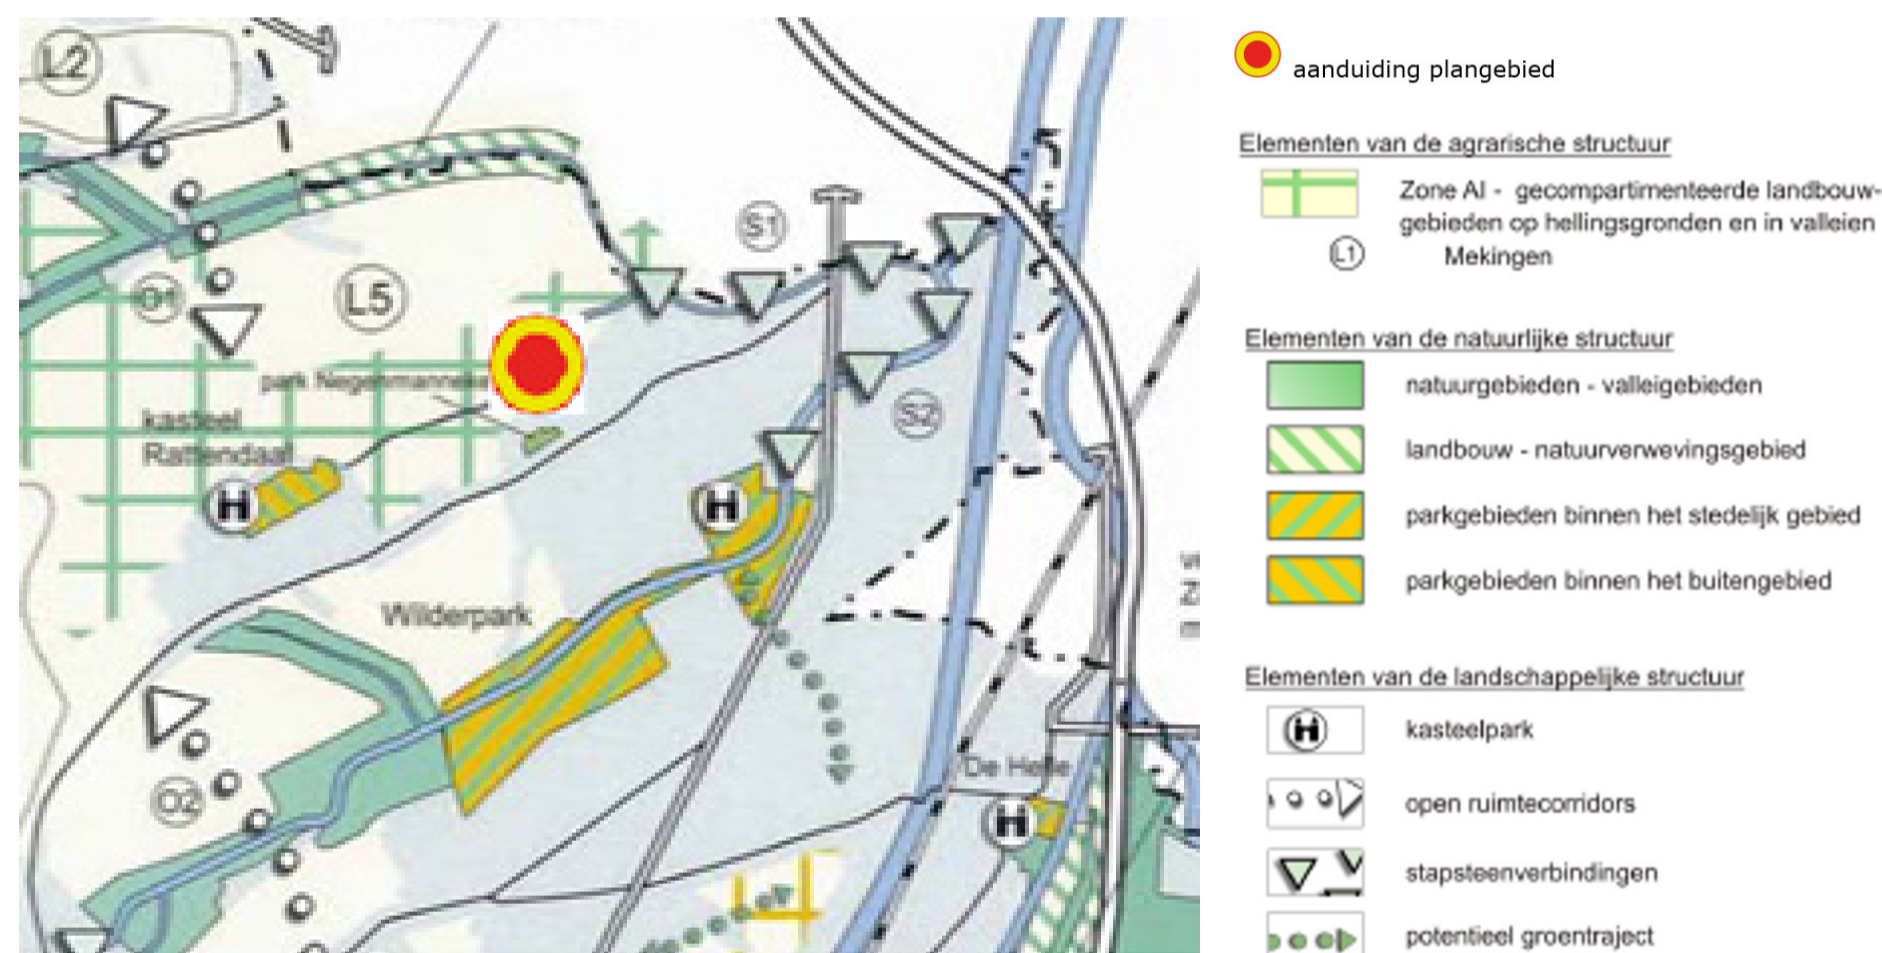 L2
S1
O1
L5
park Negenmanneke
kasteel
Rattendaal
H
H
S2
Wilderpark
O2
De Helle
H
aanduiding plangebied
Elementen van de agrarische structuur
Zone AI - gecompartimenteerde landbouw-
gebieden op hellingsgronden en in valleien
L1 Mekingen
Elementen van de natuurlijke structuur
natuurgebieden - valleigebieden
landbouw - natuurverwevingsgebied
parkgebieden binnen het stedelijk gebied
parkgebieden binnen het buitengebied
Elementen van de landschappelijke structuur
H kasteelpark
open ruimtecorridors
stapsteenverbindingen
potentieel groentraject